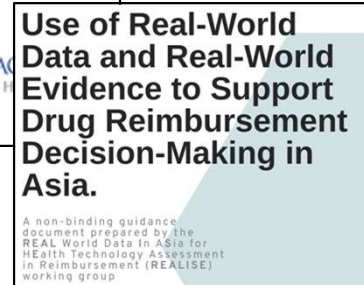 Use of Real-World
Data and Real-World
Evidence to Support
Drug Reimbursement
Decision-Making in
Asia.
A non-binding guidance
document prepared by the
REAL World Data In ASia for
HEalth Technology Assessment
in Reimbursement (REALISE)
working group